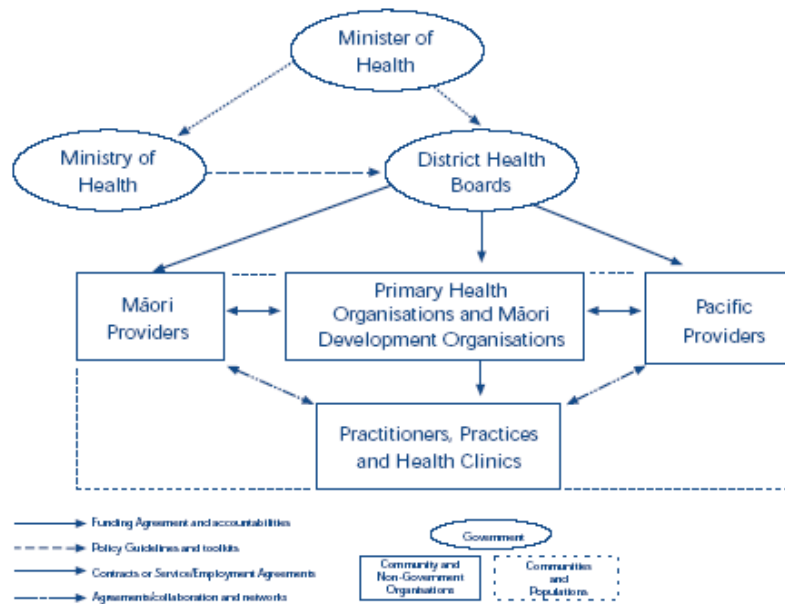 Minister of
Health
Ministry of
Health
District Health
Boards
Māori
Providers
Primary Health
Organisations and Māori
Development Organisations
Pacific
Providers
Practitioners, Practices
and Health Clinics
Funding Agreement and accountabilities
Policy Guidelines and toolkits
Contracts or Service/Employment Agreements
Agreements/collaboration and networks
Government
Community and
Non-Government
Organisations
Communities
and
Populations